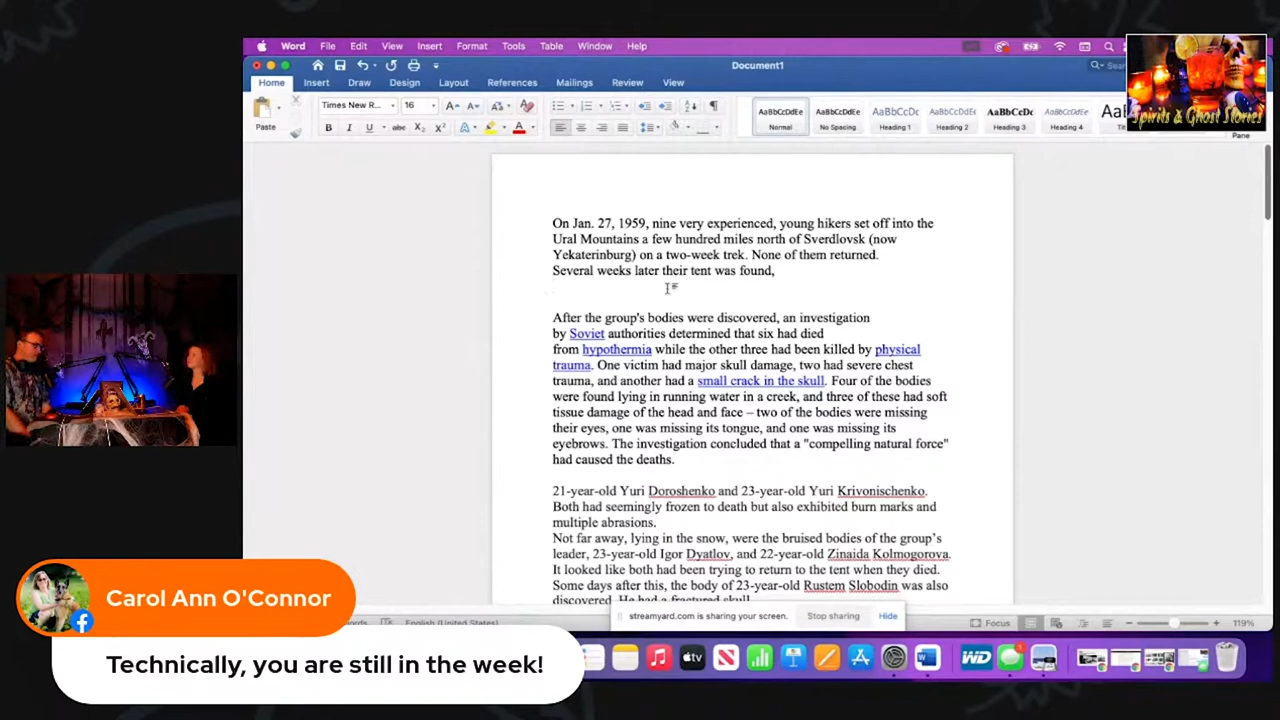 Word File Edit View Insert Format Tools Table Window Help
Document1
Home Insert Draw Design Layout References Mailings Review View
Paste
Times New R... 16
AaBbCcDdEe AaBbCcDdEe AaBbCcDc AaBbCcDdEe AaBbCcDc AaBbCcDdEe
Normal No Spacing Heading 1 Heading 2 Heading 3 Heading 4
Pane
Spirits & Ghost Stories
On Jan. 27, 1959, nine very experienced, young hikers set off into the
Ural Mountains a few hundred miles north of Sverdlovsk (now
Yekaterinburg) on a two-week trek. None of them returned.
Several weeks later their tent was found,
After the group's bodies were discovered, an investigation
by Soviet authorities determined that six had died
from hypothermia while the other three had been killed by physical
trauma. One victim had major skull damage, two had severe chest
trauma, and another had a small crack in the skull. Four of the bodies
were found lying in running water in a creek, and three of these had soft
tissue damage of the head and face – two of the bodies were missing
their eyes, one was missing its tongue, and one was missing its
eyebrows. The investigation concluded that a "compelling natural force"
had caused the deaths.
21-year-old Yuri Doroshenko and 23-year-old Yuri Krivonischenko.
Both had seemingly frozen to death but also exhibited burn marks and
multiple abrasions.
Not far away, lying in the snow, were the bruised bodies of the group's
leader, 23-year-old Igor Dyatlov, and 22-year-old Zinaida Kolmogorova.
It looked like both had been trying to return to the tent when they died.
Some days after this, the body of 23-year-old Rustem Slobodin was also
discovered. He had a fractured skull.
streamyard.com is sharing your screen. Stop sharing Hide
English (United States) Focus 119%
Carol Ann O'Connor
Technically, you are still in the week!